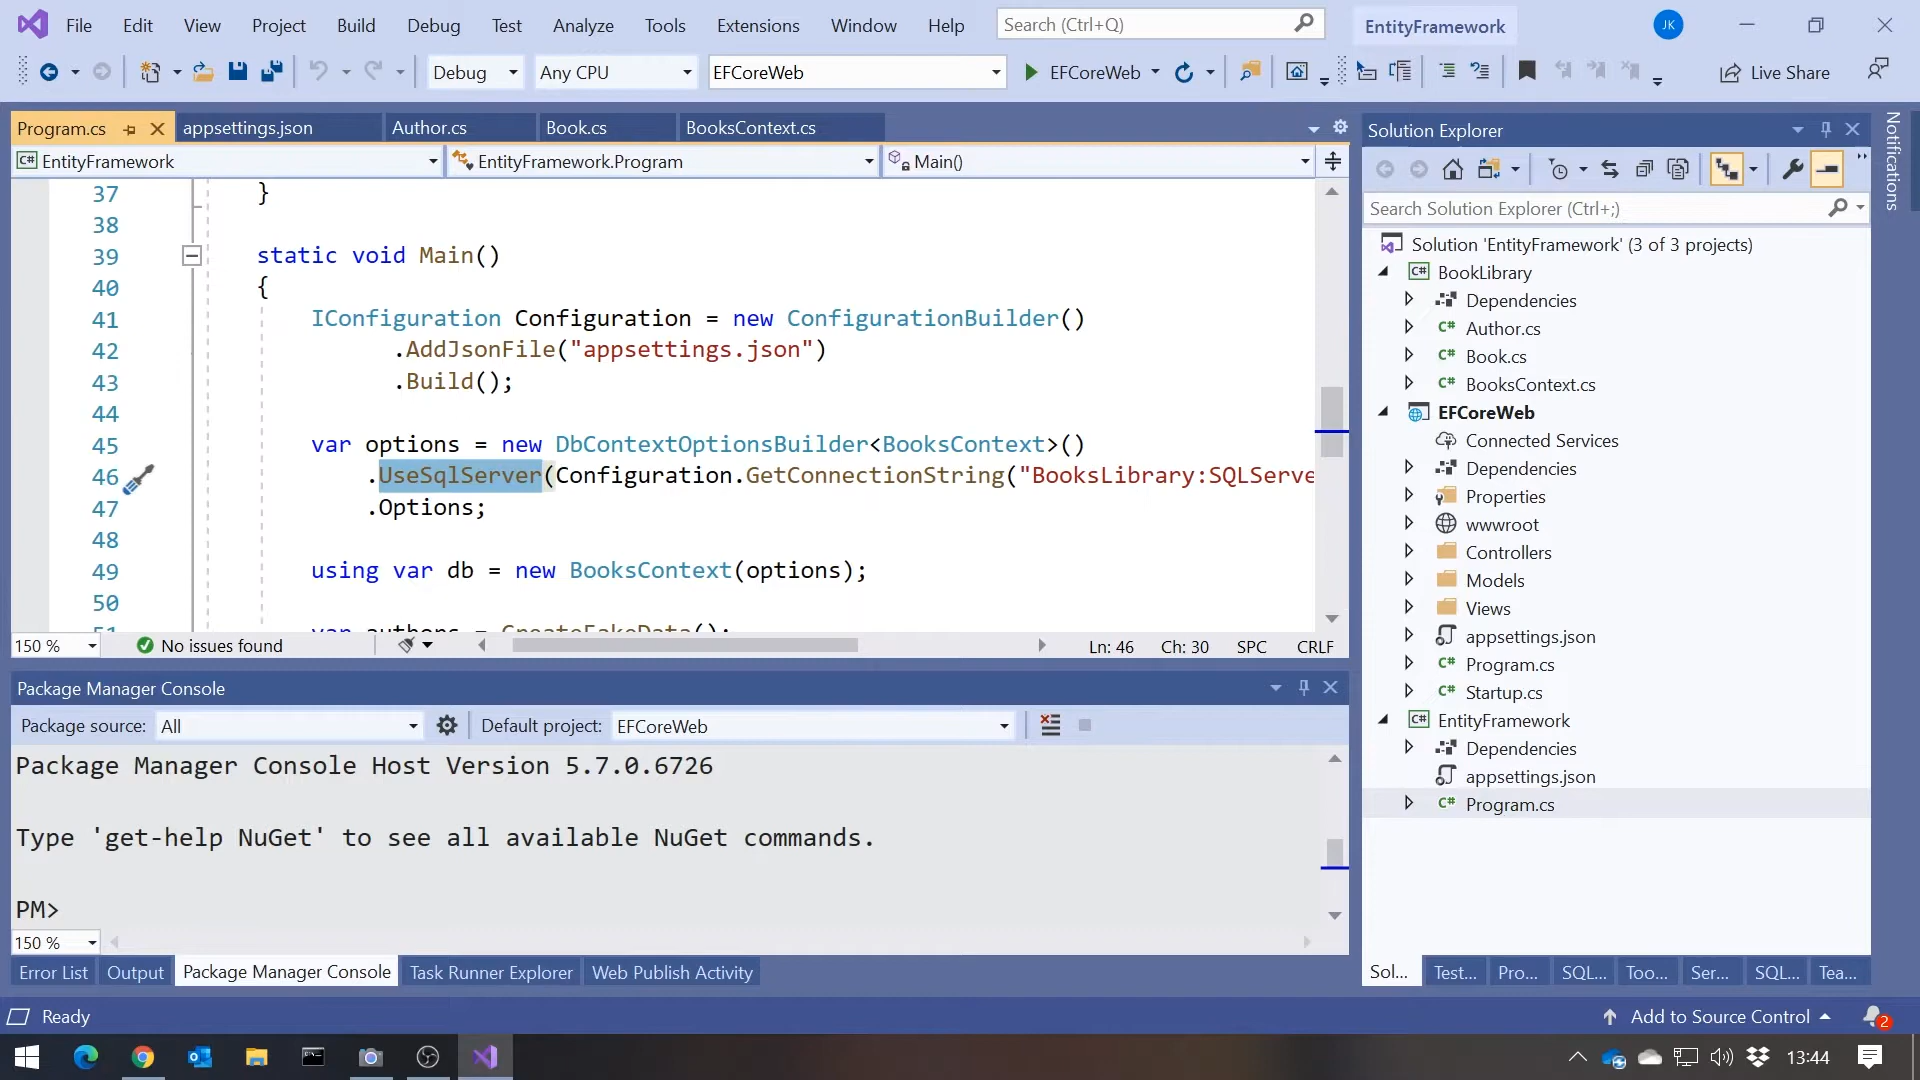 File Edit View Project Build Debug Test Analyze Tools Extensions Window Help Search (Ctrl+Q) EntityFramework JK
Debug Any CPU EFCoreWeb EFCoreWeb Live Share
Program.cs appsettings.json Author.cs Book.cs BooksContext.cs
C# EntityFramework EntityFramework.Program Main()
37 }
38
39 static void Main()
40 {
41 IConfiguration Configuration = new ConfigurationBuilder()
42 .AddJsonFile("appsettings.json")
43 .Build();
44
45 var options = new DbContextOptionsBuilder<BooksContext>()
46 .UseSqlServer(Configuration.GetConnectionString("BooksLibrary:SQLServe
47 .Options;
48
49 using var db = new BooksContext(options);
50
51 var authors = CreateFakeData();
150 % No issues found Ln: 46 Ch: 30 SPC CRLF
Package Manager Console
Package source: All Default project: EFCoreWeb
Package Manager Console Host Version 5.7.0.6726
Type 'get-help NuGet' to see all available NuGet commands.
PM>
150 %
Error List Output Package Manager Console Task Runner Explorer Web Publish Activity
Solution Explorer
Search Solution Explorer (Ctrl+;)
Solution 'EntityFramework' (3 of 3 projects)
C# BookLibrary
Dependencies
C# Author.cs
C# Book.cs
C# BooksContext.cs
EFCoreWeb
Connected Services
Dependencies
Properties
wwwroot
Controllers
Models
Views
appsettings.json
C# Program.cs
C# Startup.cs
C# EntityFramework
Dependencies
appsettings.json
C# Program.cs
Sol... Test... Pro... SQL... Too... Ser... SQL... Tea...
Notifications
Ready Add to Source Control 2
13:44